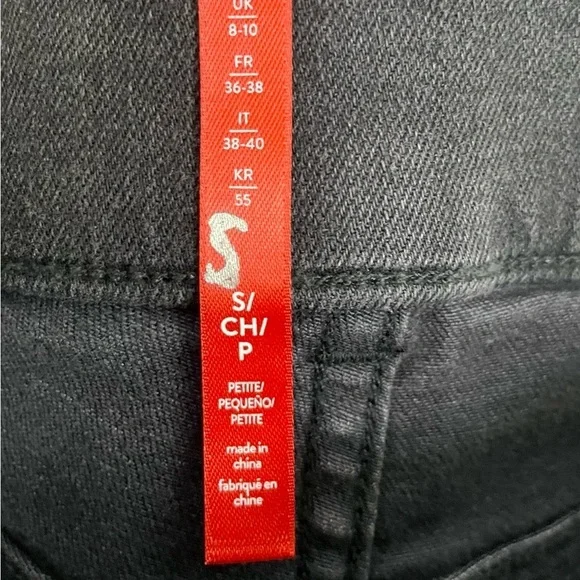 UK
8-10
FR
36-38
IT
38-40
KR
55
S
S/
CH/
P
PETITE/
PEQUEÑO/
PETITE
made in
china
fabriqué en
chine